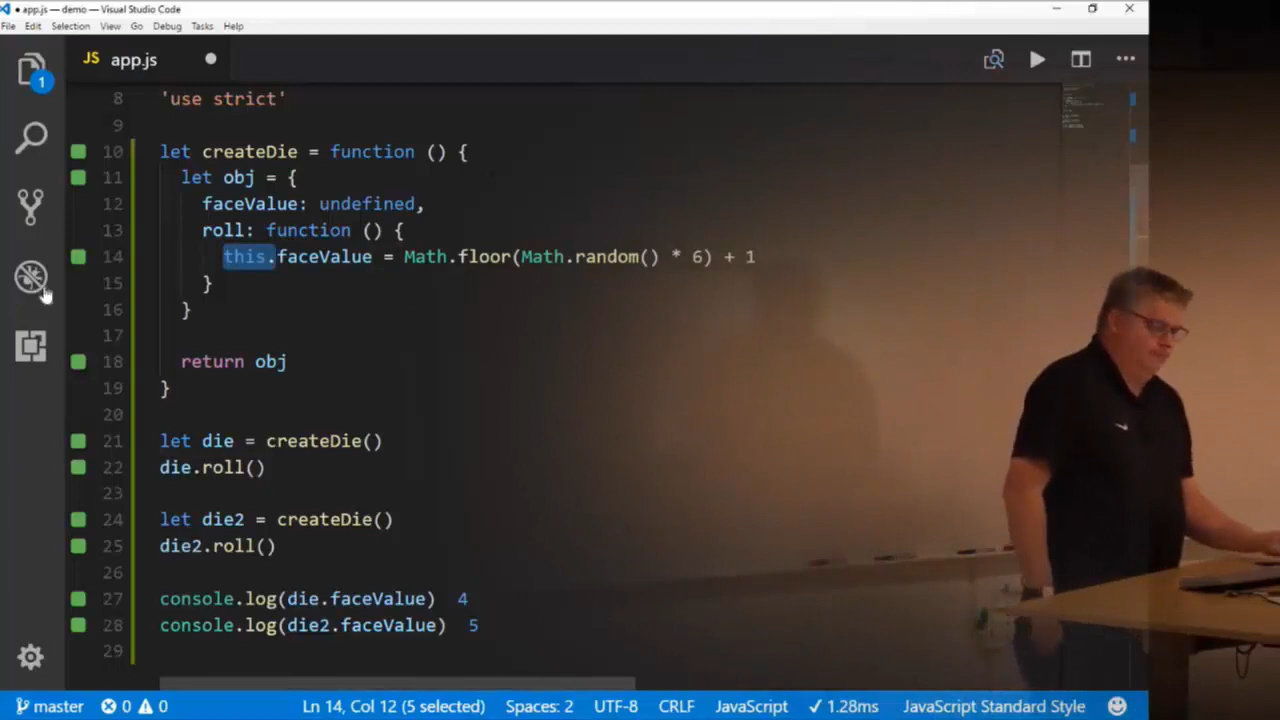 app.js — demo — Visual Studio Code
File Edit Selection View Go Debug Tasks Help
JS app.js
1
8 'use strict'
9
10 let createDie = function () {
11 let obj = {
12 faceValue: undefined,
13 roll: function () {
14 this.faceValue = Math.floor(Math.random() * 6) + 1
15 }
16 }
17
18 return obj
19 }
20
21 let die = createDie()
22 die.roll()
23
24 let die2 = createDie()
25 die2.roll()
26
27 console.log(die.faceValue) 4
28 console.log(die2.faceValue) 5
29
master 0 0 Ln 14, Col 12 (5 selected) Spaces: 2 UTF-8 CRLF JavaScript ✓ 1.28ms JavaScript Standard Style